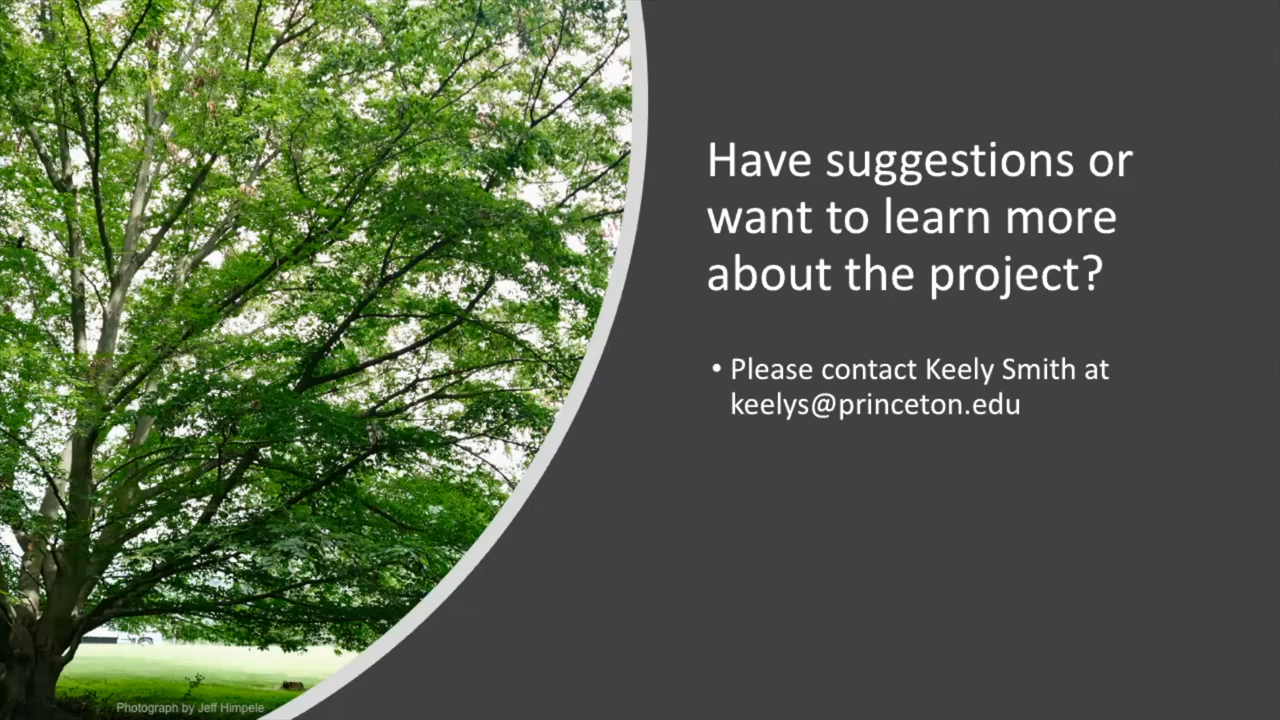 Have suggestions or
want to learn more
about the project?
• Please contact Keely Smith at
keelys@princeton.edu
Photograph by Jeff Himpele